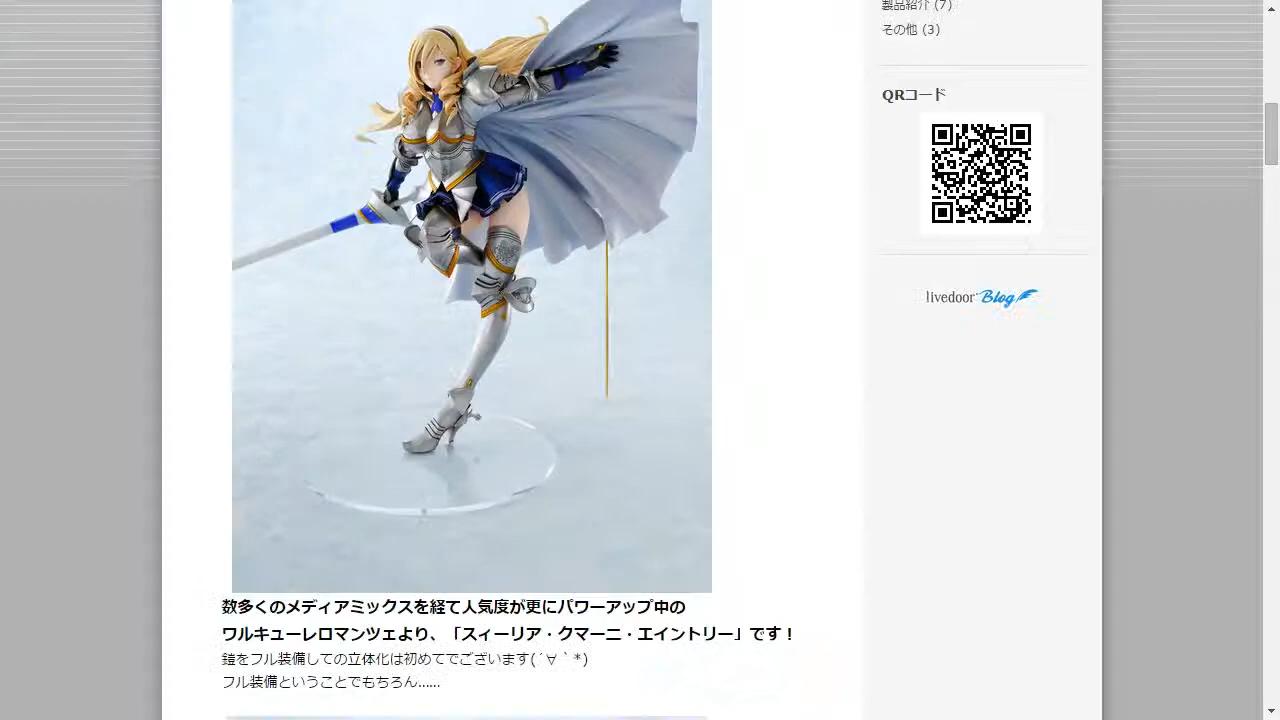 製品紹介 (7)
その他 (3)
QRコード
livedoor Blog
数多くのメディアミックスを経て人気度が更にパワーアップ中の
ワルキューレロマンツェより、「スィーリア・クマーニ・エイントリー」です！
鎧をフル装備しての立体化は初めてでございます(´∀｀*)
フル装備ということでもちろん……